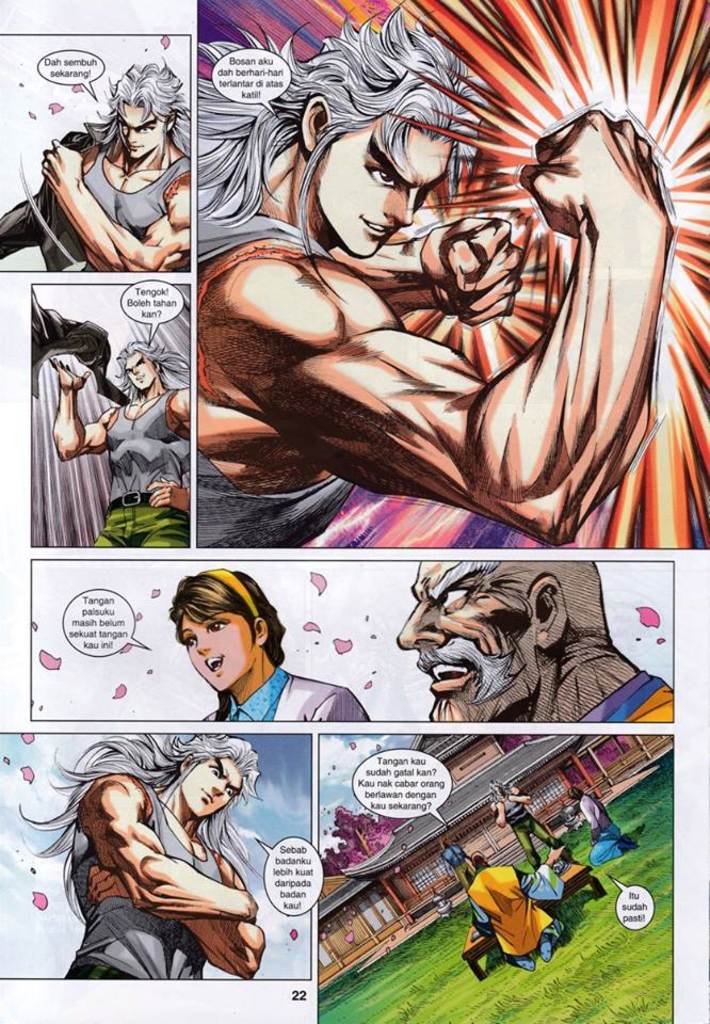 Dah sembuh
sekarang!
Bosan aku
dah berhari-hari
terlantar di atas
katil!
Tengok!
Boleh tahan
kan?
Tangan
palsuku
masih belum
sekuat tangan
kau ini!
Sebab
badanku
lebih kuat
daripada
badan
kau!
Tangan kau
sudah gatal kan?
Kau nak cabar orang
berlawan dengan
kau sekarang?
Itu
sudah
pasti!
22